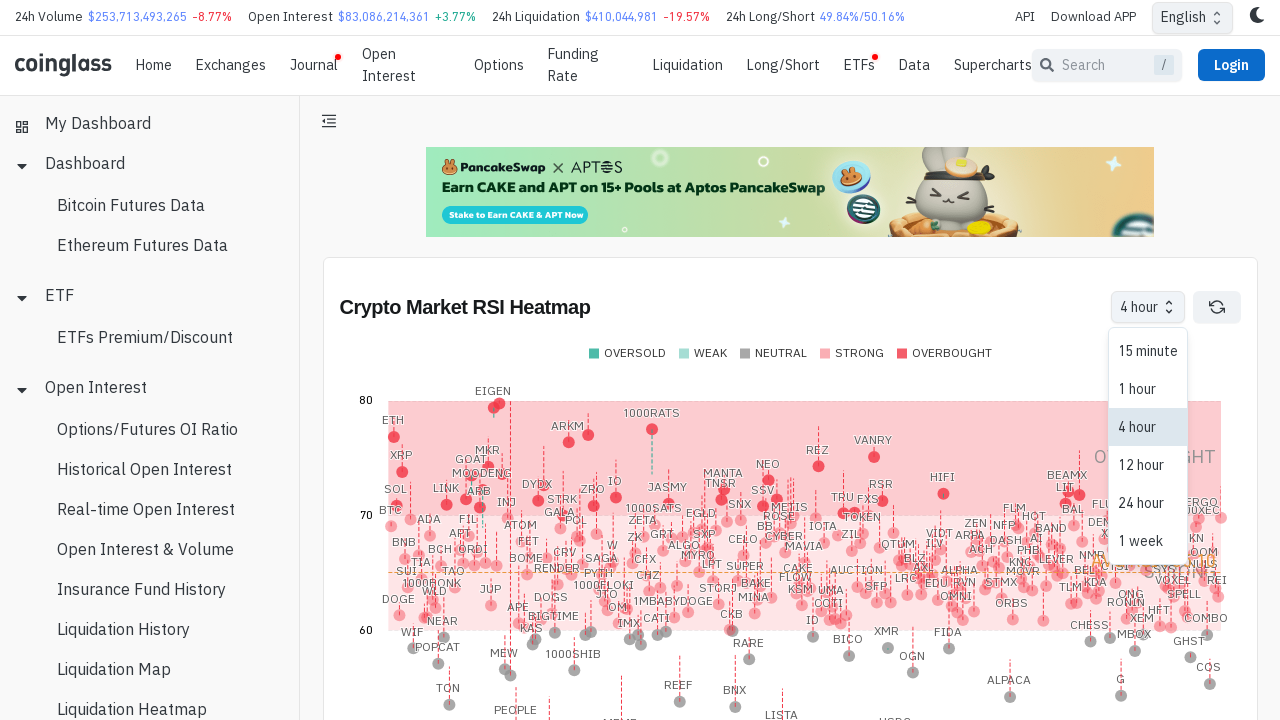 24h Volume $253,713,493,265 -8.77% Open Interest $83,086,214,361 +3.77% 24h Liquidation $410,044,981 -19.57% 24h Long/Short 49.84%/50.16% API Download APP English
coinglass Home Exchanges Journal Open Interest Options Funding Rate Liquidation Long/Short ETFs Data Supercharts Search / Login
My Dashboard
Dashboard
Bitcoin Futures Data
Ethereum Futures Data
ETF
ETFs Premium/Discount
Open Interest
Options/Futures OI Ratio
Historical Open Interest
Real-time Open Interest
Open Interest & Volume
Insurance Fund History
Liquidation History
Liquidation Map
Liquidation Heatmap
PancakeSwap X APTOS
Earn CAKE and APT on 15+ Pools at Aptos PancakeSwap
Stake to Earn CAKE & APT Now
Crypto Market RSI Heatmap
4 hour
15 minute
1 hour
4 hour
12 hour
24 hour
1 week
OVERSOLD WEAK NEUTRAL STRONG OVERBOUGHT
80
70
60
EIGEN
ETH
1000RATS
ARKM
VANRY
XRP
MKR
GOAT
MOODENG
REZ
NEO
MANTA
TNSR
HIFI
BEAMX
LIT
SOL
LINK
ARB
INJ
DYDX
STRK
GALA
POL
ZRO
IO
JASMY
SNX
SSV
METIS
ROSE
TRU
FXS
RSR
TOKEN
BTC
ADA
FIL
ATOM
1000SATS
ZETA
ZK
GRT
EGLD
SXP
BB
CYBER
IOTA
ZIL
VIDT
ZEN
FLM
NFP
HOT
BAL
BNB
APT
FET
CELO
MAVIA
QTUM
DASH
AI
BAND
BCH
ORDI
CRV
W
ALGO
ACH
PHB
TIA
BOME
SAGA
CFX
LPT
SUPER
CAKE
BLZ
AXL
KNC
LEVER
NMR
SUI
TAO
RENDER
PYTH
CHZ
FLOW
AUCTION
ALPHA
1000BONK
WLD
JUP
JTO
STORJ
BAKE
KSM
UMA
SFP
LRC
EDU
RVN
STMX
TLM
KDA
VOXEL
REI
DOGE
DOGS
1MBABYDOGE
MINA
OMNI
ORBS
RONIN
SPELL
NEAR
APE
BIGTIME
IMX
CATI
CKB
ID
XEM
HFT
COMBO
WIF
KAS
CHESS
MBOX
POPCAT
1000SHIB
RARE
BICO
XMR
FIDA
GHST
MEW
OGN
COS
TON
REEF
BNX
ALPACA
G
PEOPLE
LISTA